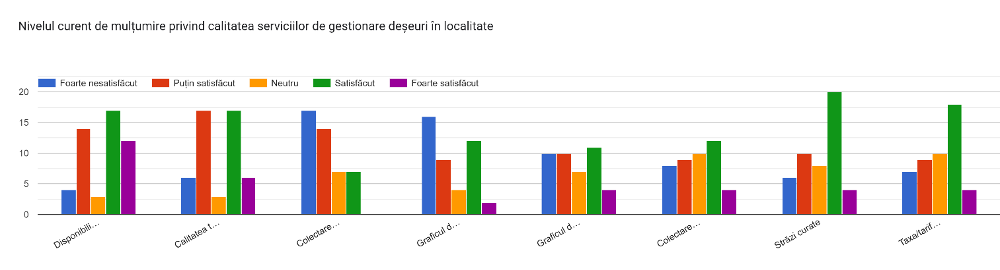 Nivelul curent de mulțumire privind calitatea serviciilor de gestionare deșeuri în localitate
Foarte nesatisfăcut Puțin satisfăcut Neutru Satisfăcut Foarte satisfăcut
20
15
10
5
0
Disponibili… Calitatea t… Colectare… Graficul d… Graficul d… Colectare… Străzi curate Taxa/tarif…